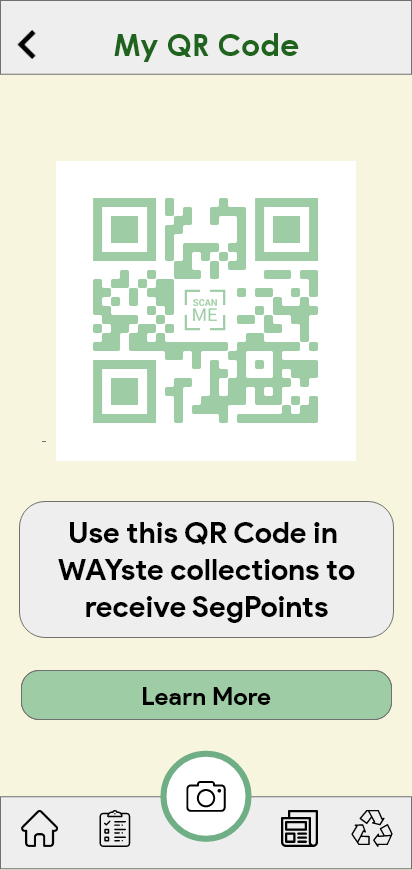 My QR Code
SCAN
ME
Use this QR Code in
WAYste collections to
receive SegPoints
Learn More